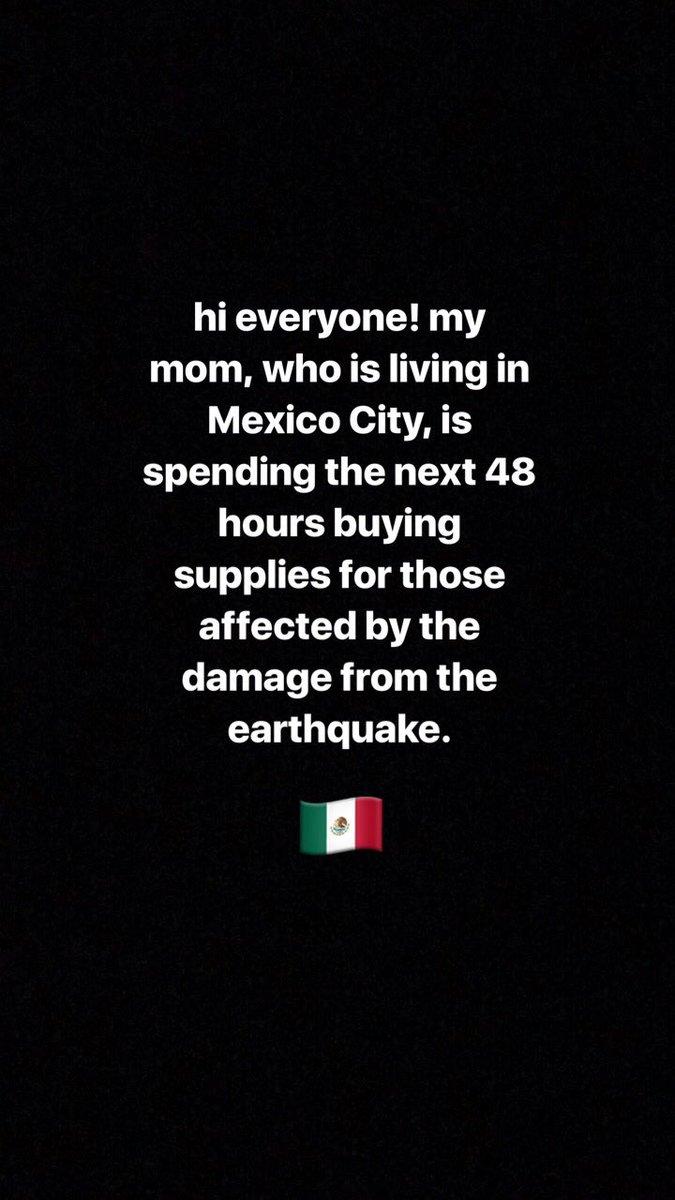 hi everyone! my
mom, who is living in
Mexico City, is
spending the next 48
hours buying
supplies for those
affected by the
damage from the
earthquake.
🇲🇽